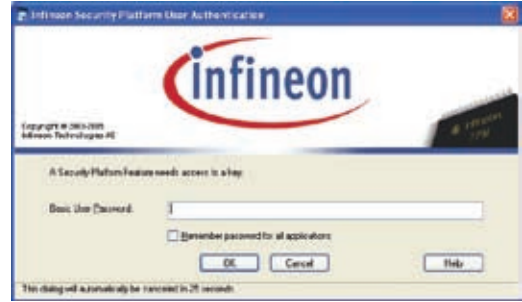 Infineon Security Platform User Authentication
infineon
Copyright © 2003-2005
Infineon Technologies AG
infineon
TPM
A Security Platform Feature needs access to a key.
Basic User Password:
Remember password for all applications
OK
Cancel
Help
This dialog will automatically be canceled in 25 seconds